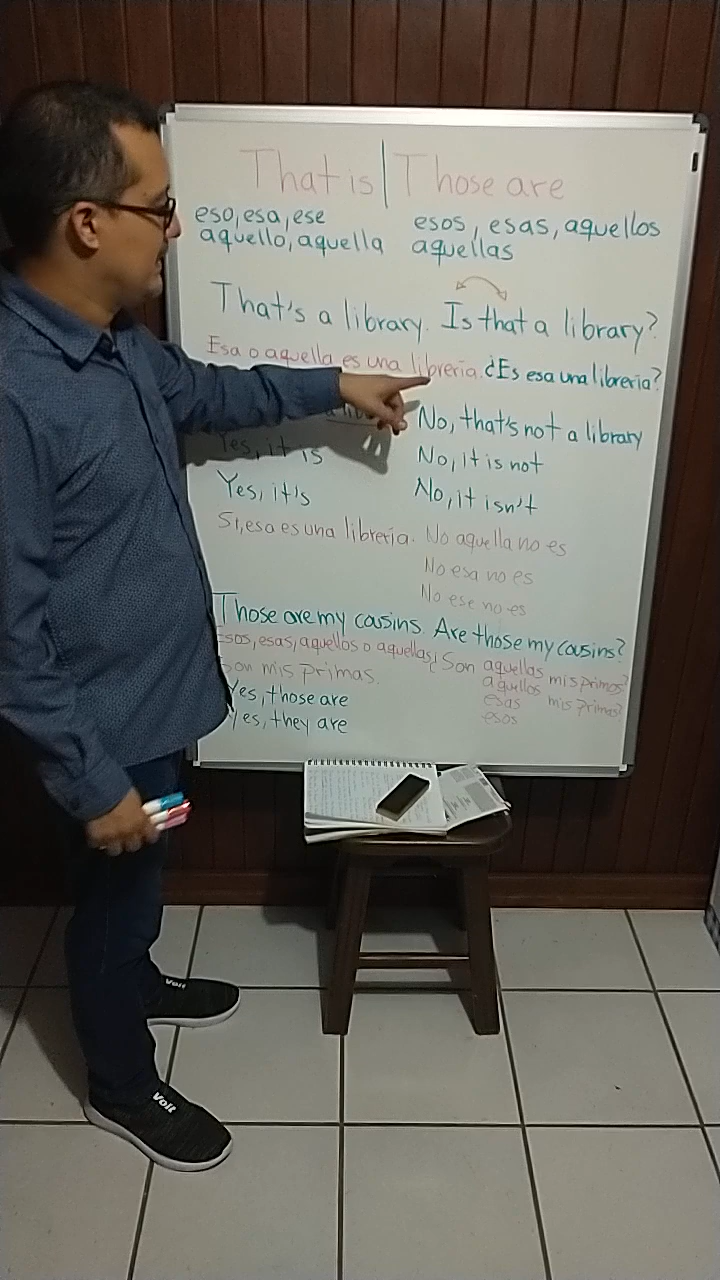 That is | Those are
eso, esa, ese
aquello, aquella
esos, esas, aquellos
aquellas
That's a library. Is that a library?
Esa o aquella es una librería. ¿Es esa una librería?
No, that's not a library
Yes, it is
No, it is not
Yes, it's
No, it isn't
Si, esa es una librería. No aquella no es
No esa no es
No ese no es
Those are my cousins. Are those my cousins?
Esos, esas, aquellos o aquellas ¿Son aquellas mis primos?
son mis primas.
aquellos mis primas?
Yes, those are
esas
Yes, they are
esos
Volt
Volt